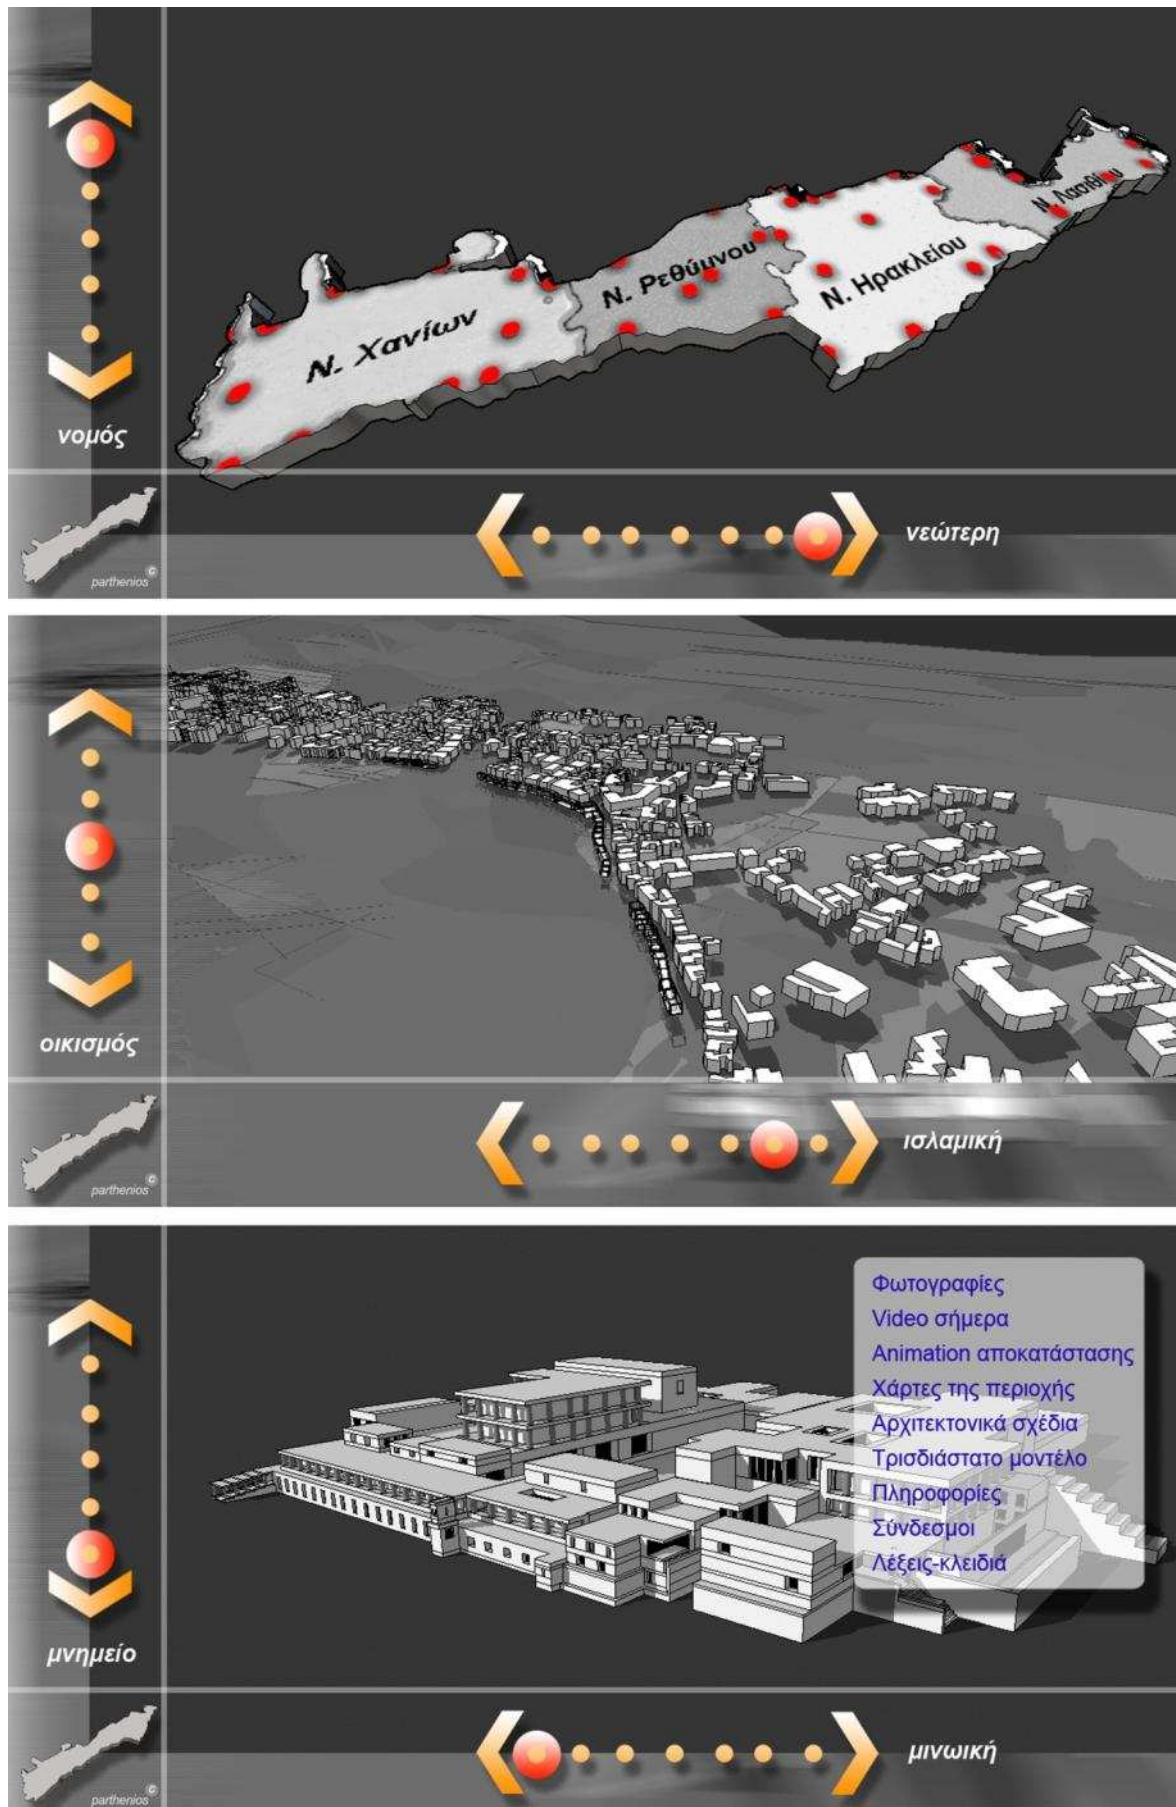 Ν. Χανίων
Ν. Ρεθύμνου
Ν. Ηρακλείου
Ν. Λασιθίου
νομός
νεώτερη
parthenios ©
οικισμός
ισλαμική
parthenios ©
Φωτογραφίες
Video σήμερα
Animation αποκατάστασης
Χάρτες της περιοχής
Αρχιτεκτονικά σχέδια
Τρισδιάστατο μοντέλο
Πληροφορίες
Σύνδεσμοι
Λέξεις-κλειδιά
μνημείο
μινωική
parthenios ©